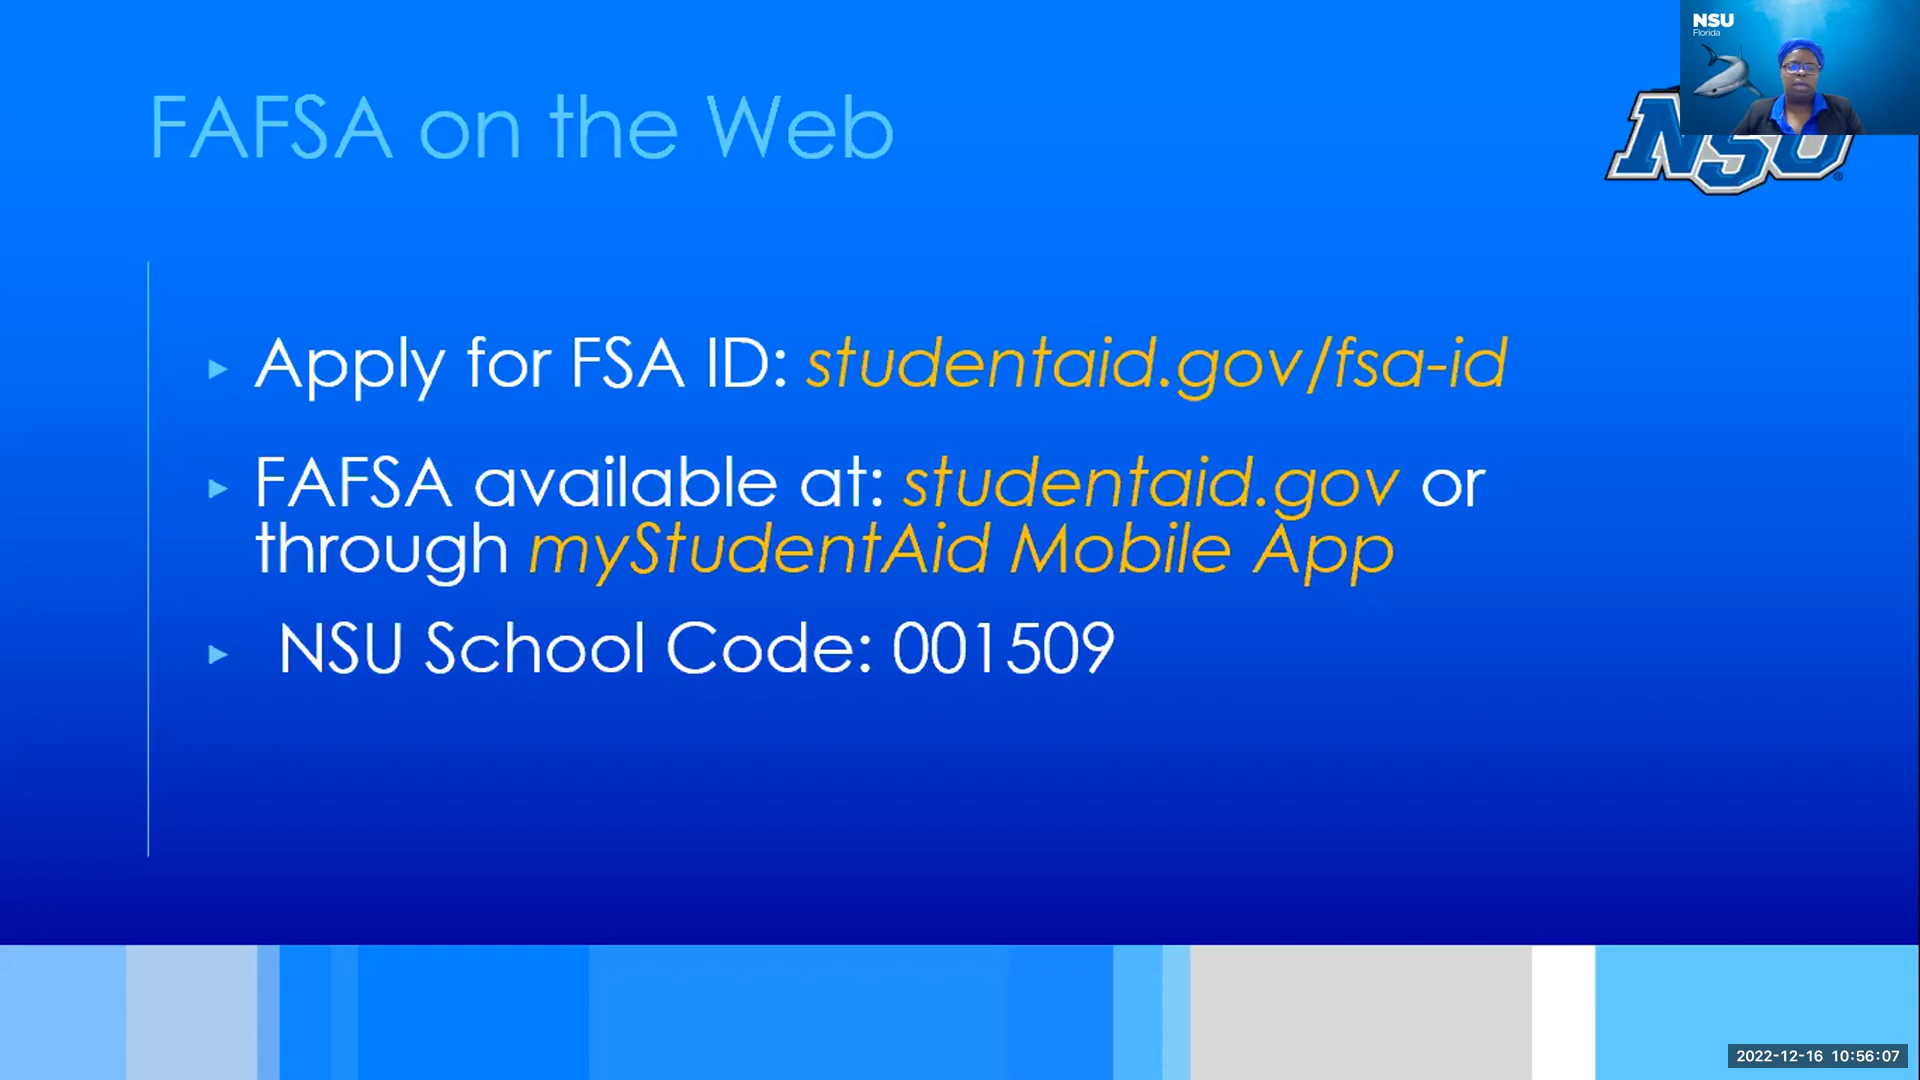 NSU
Florida
FAFSA on the Web
NSU
Apply for FSA ID: studentaid.gov/fsa-id
FAFSA available at: studentaid.gov or
through myStudentAid Mobile App
NSU School Code: 001509
2022-12-16 10:56:07